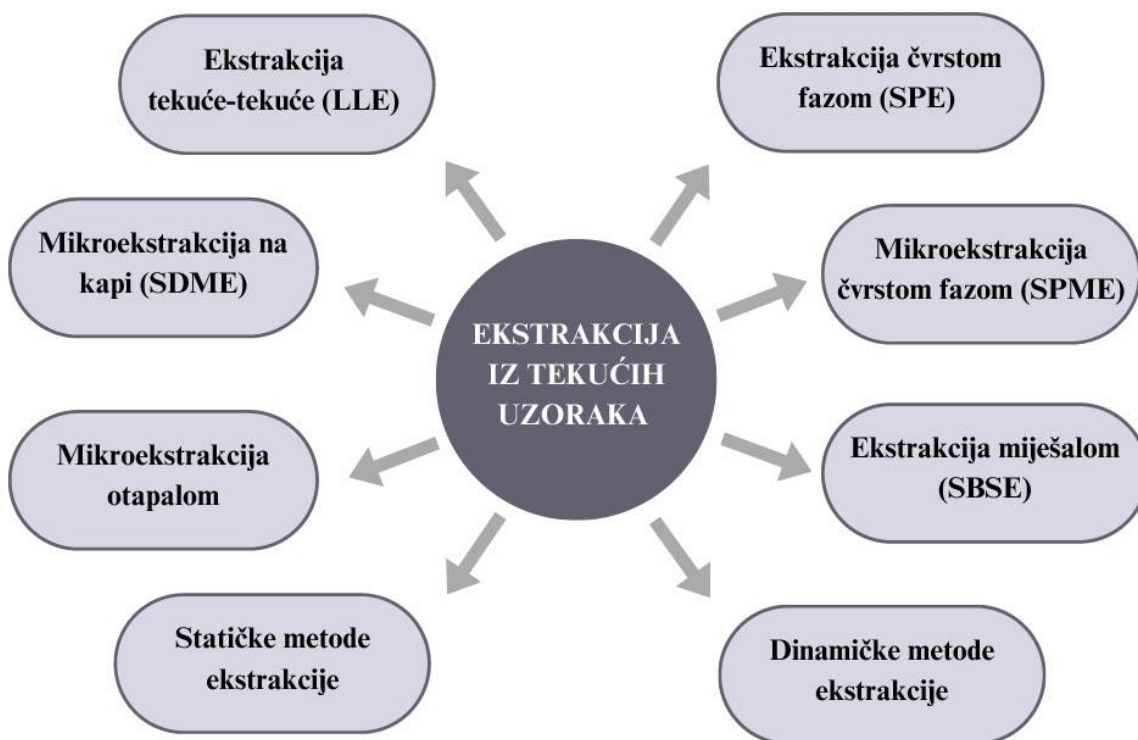 Ekstrakcija
tekuće-tekuće (LLE)
Ekstrakcija čvrstom
fazom (SPE)
Mikroekstrakcija na
kapi (SDME)
Mikroekstrakcija
čvrstom fazom (SPME)
EKSTRAKCIJA
IZ TEKUĆIH
UZORAKA
Mikroekstrakcija
otapalom
Ekstrakcija miješalom
(SBSE)
Statičke metode
ekstrakcije
Dinamičke metode
ekstrakcije